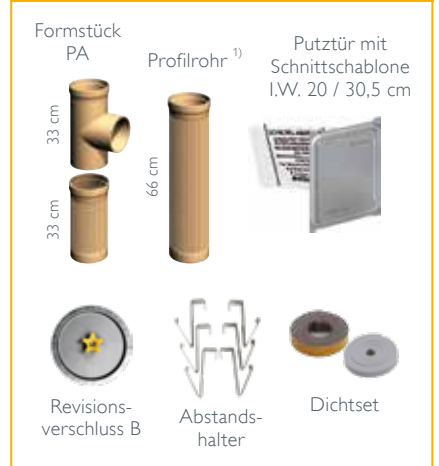 Formstück
PA
Profilrohr 1)
Putztür mit
Schnittschablone
I.W. 20 / 30,5 cm
33 cm
33 cm
66 cm
Revisions-
verschluss B
Abstands-
halter
Dichtset